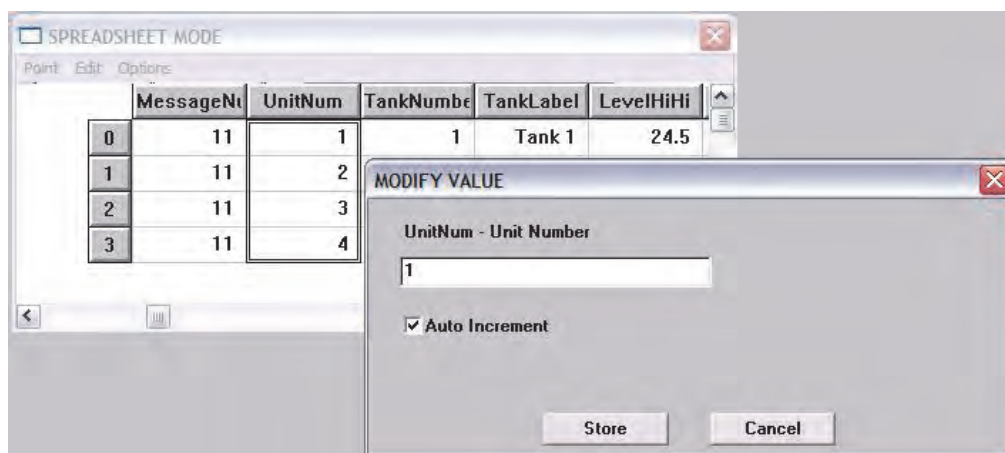 SPREADSHEET MODE
Point Edit Options
MessageNu UnitNum TankNumbe TankLabel LevelHiHi
0 11 1 1 Tank 1 24.5
1 11 2
2 11 3
3 11 4
MODIFY VALUE
UnitNum - Unit Number
1
Auto Increment
Store Cancel